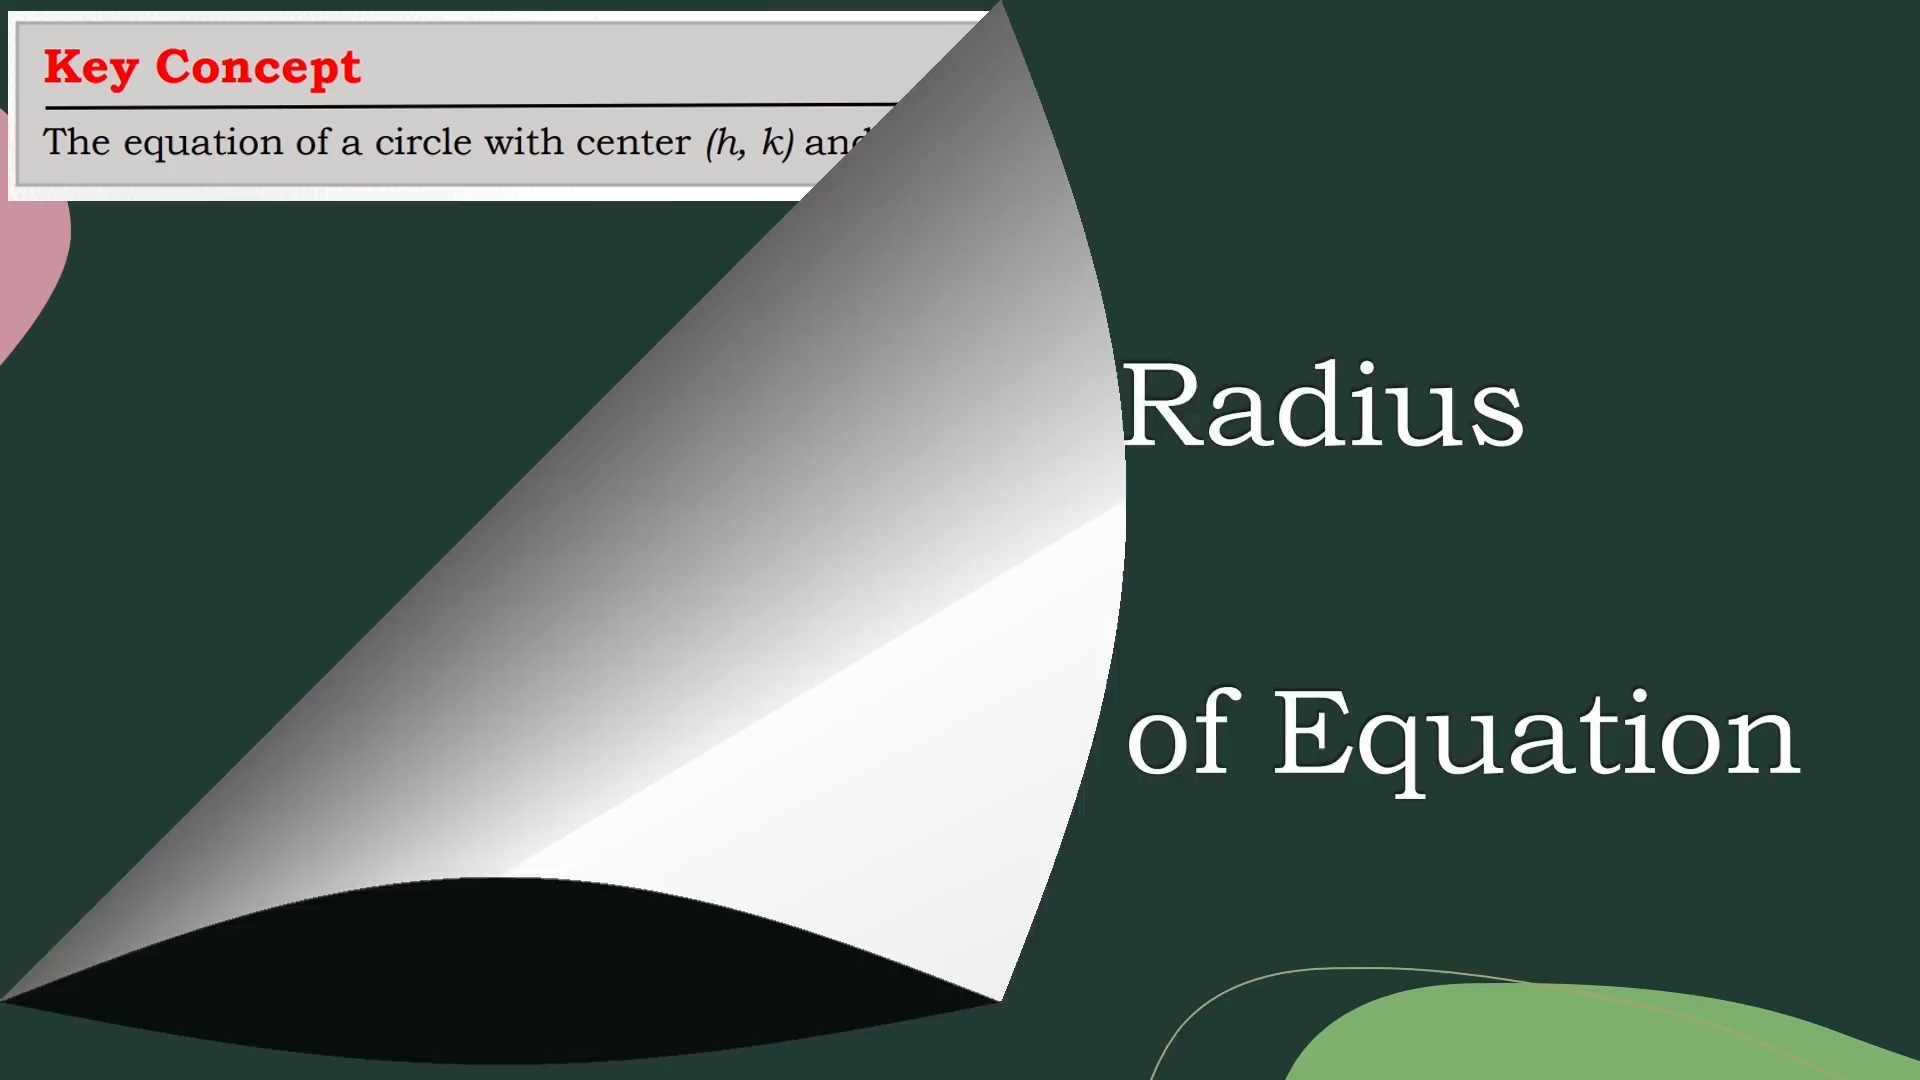 Key Concept
The equation of a circle with center (h, k) and
Radius
of Equation